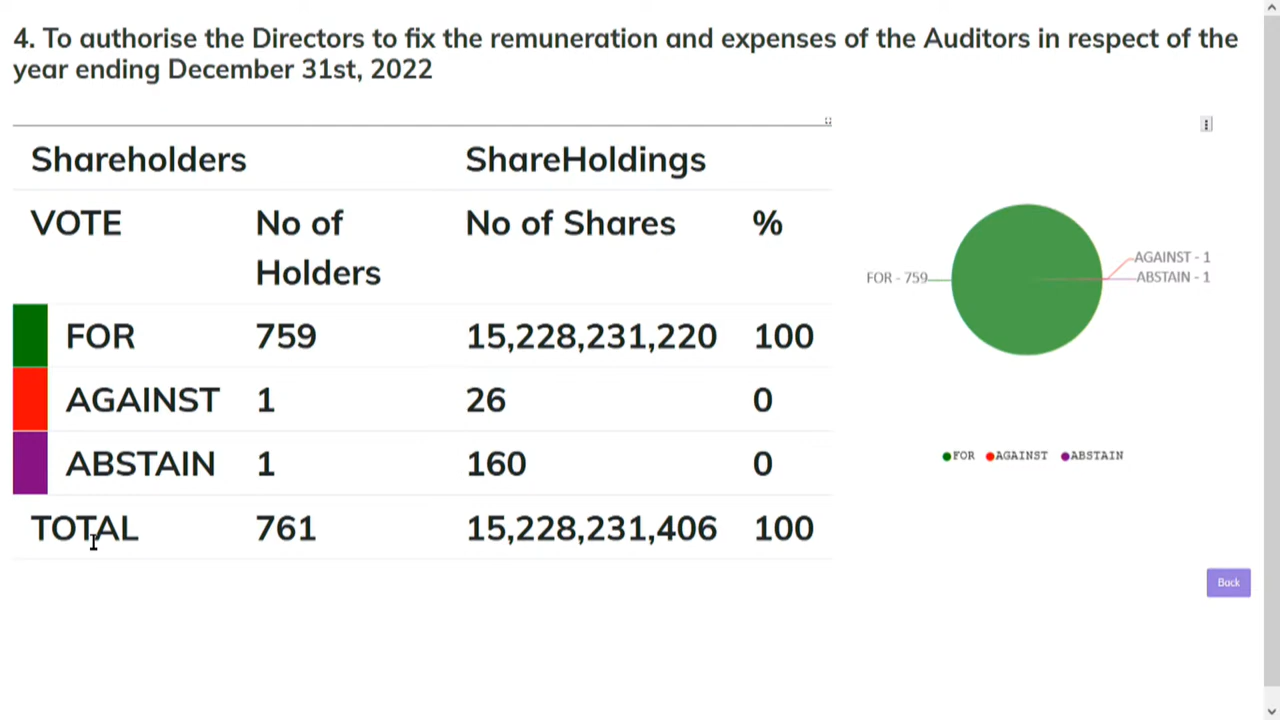 4. To authorise the Directors to fix the remuneration and expenses of the Auditors in respect of the
year ending December 31st, 2022
Shareholders ShareHoldings
VOTE No of Holders No of Shares %
FOR 759 15,228,231,220 100
AGAINST 1 26 0
ABSTAIN 1 160 0
TOTAL 761 15,228,231,406 100
FOR - 759
AGAINST - 1
ABSTAIN - 1
FOR AGAINST ABSTAIN
Back